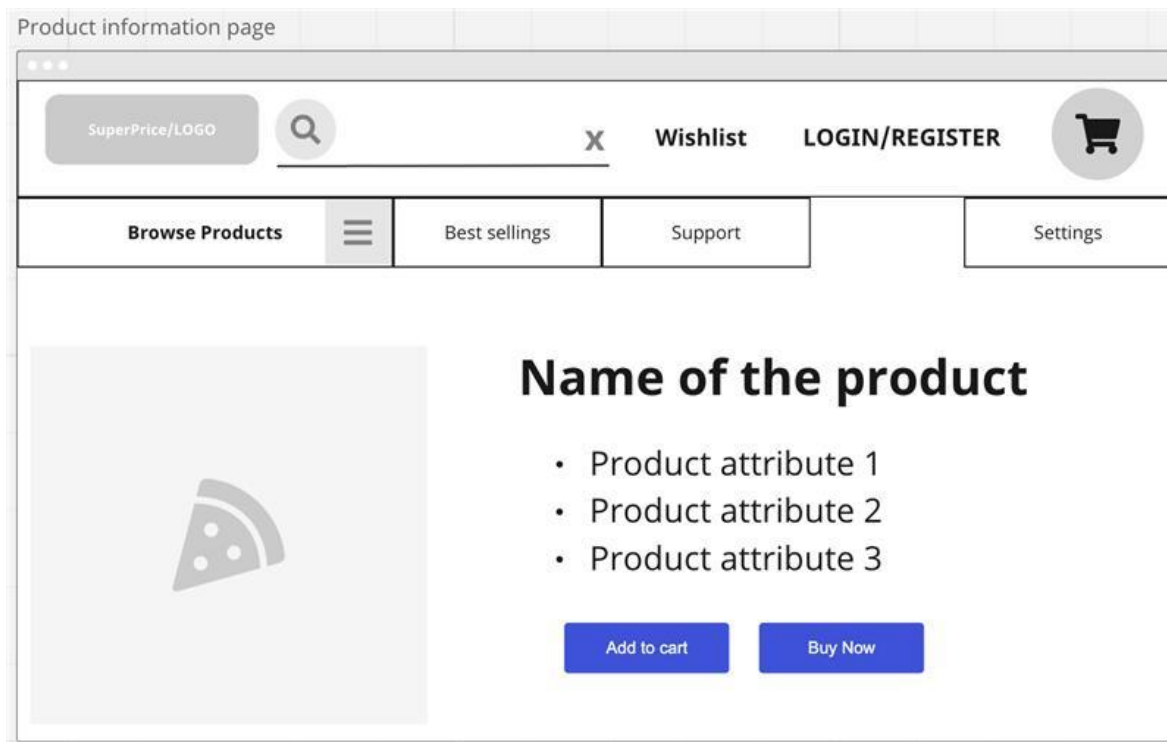 Product information page
SuperPrice/LOGO
X
Wishlist
LOGIN/REGISTER
Browse Products
Best sellings
Support
Settings
Name of the product
• Product attribute 1
• Product attribute 2
• Product attribute 3
Add to cart
Buy Now